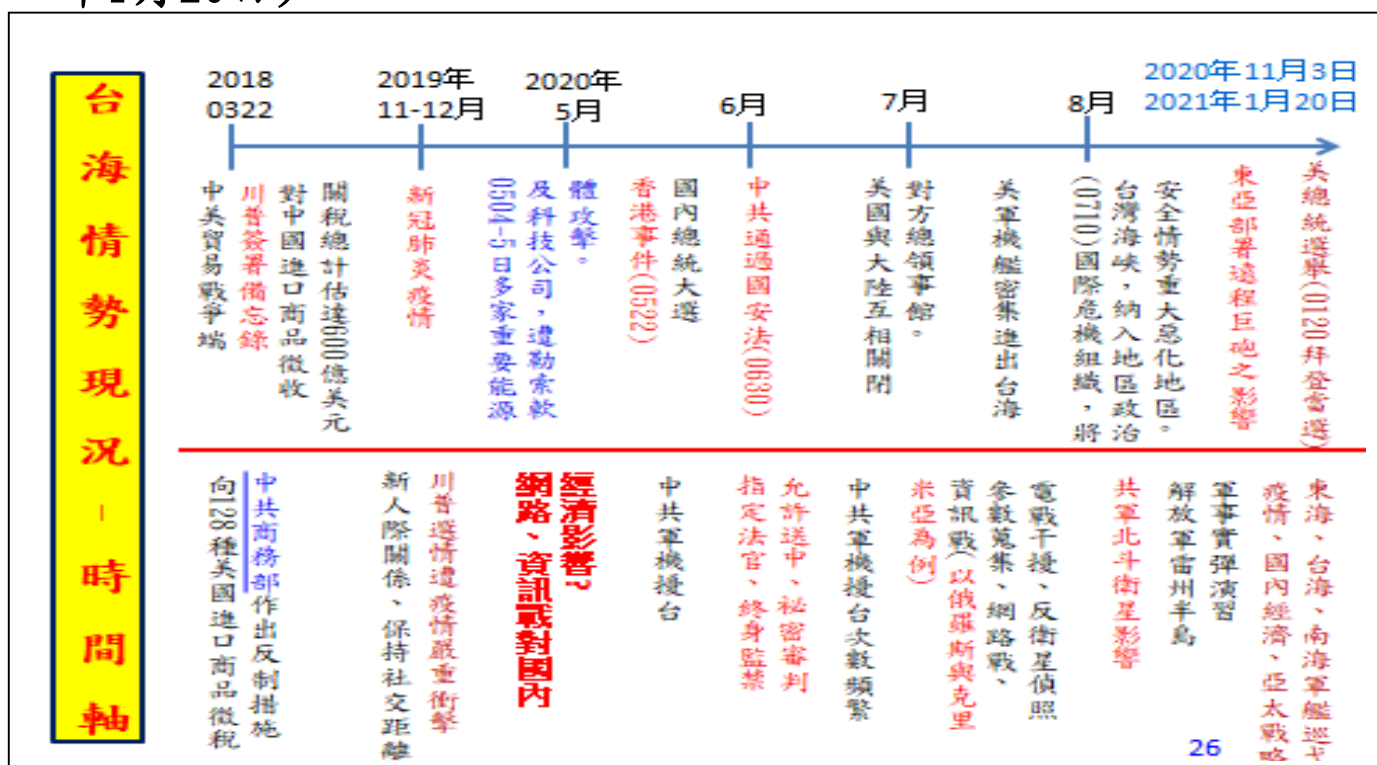 台海情勢現況－時間軸
2018
0322
2019年
11-12月
2020年
5月
6月
7月
8月
2020年11月3日
2021年1月20日
中美貿易戰爭端
川普簽署備忘錄
對中國進口商品徵收
關稅總計估達600億美元
新冠肺炎疫情
0504-5日多家重要能源
及科技公司，遭勒索軟
體攻擊。
香港事件(0522)
國內總統大選
中共通過國安法(0630)
美國與大陸互相關閉
對方總領事館。
美軍機艦密集進出台海
(0710)國際危機組織，將
台灣海峽，納入地區政治
安全情勢重大惡化地區。
東亞部署遠程巨砲之影響
美總統選舉(0120拜登當選)
中共商務部作出反制措施
向128種美國進口商品徵稅
川普選情遭疫情嚴重衝擊
新人際關係、保持社交距離
網路、資訊戰對國內
經濟影響?
中共軍機擾台
允許送中、祕密審判
指定法官、終身監禁
中共軍機擾台次數頻繁
電戰干擾、反衛星偵照
參數蒐集、網路戰、
資訊戰(以俄羅斯與克里
米亞為例)
共軍北斗衛星影響
解放軍雷州半島
軍事實彈演習
東海、台海、南海軍艦巡弋
疫情、國內經濟、亞太戰略
26